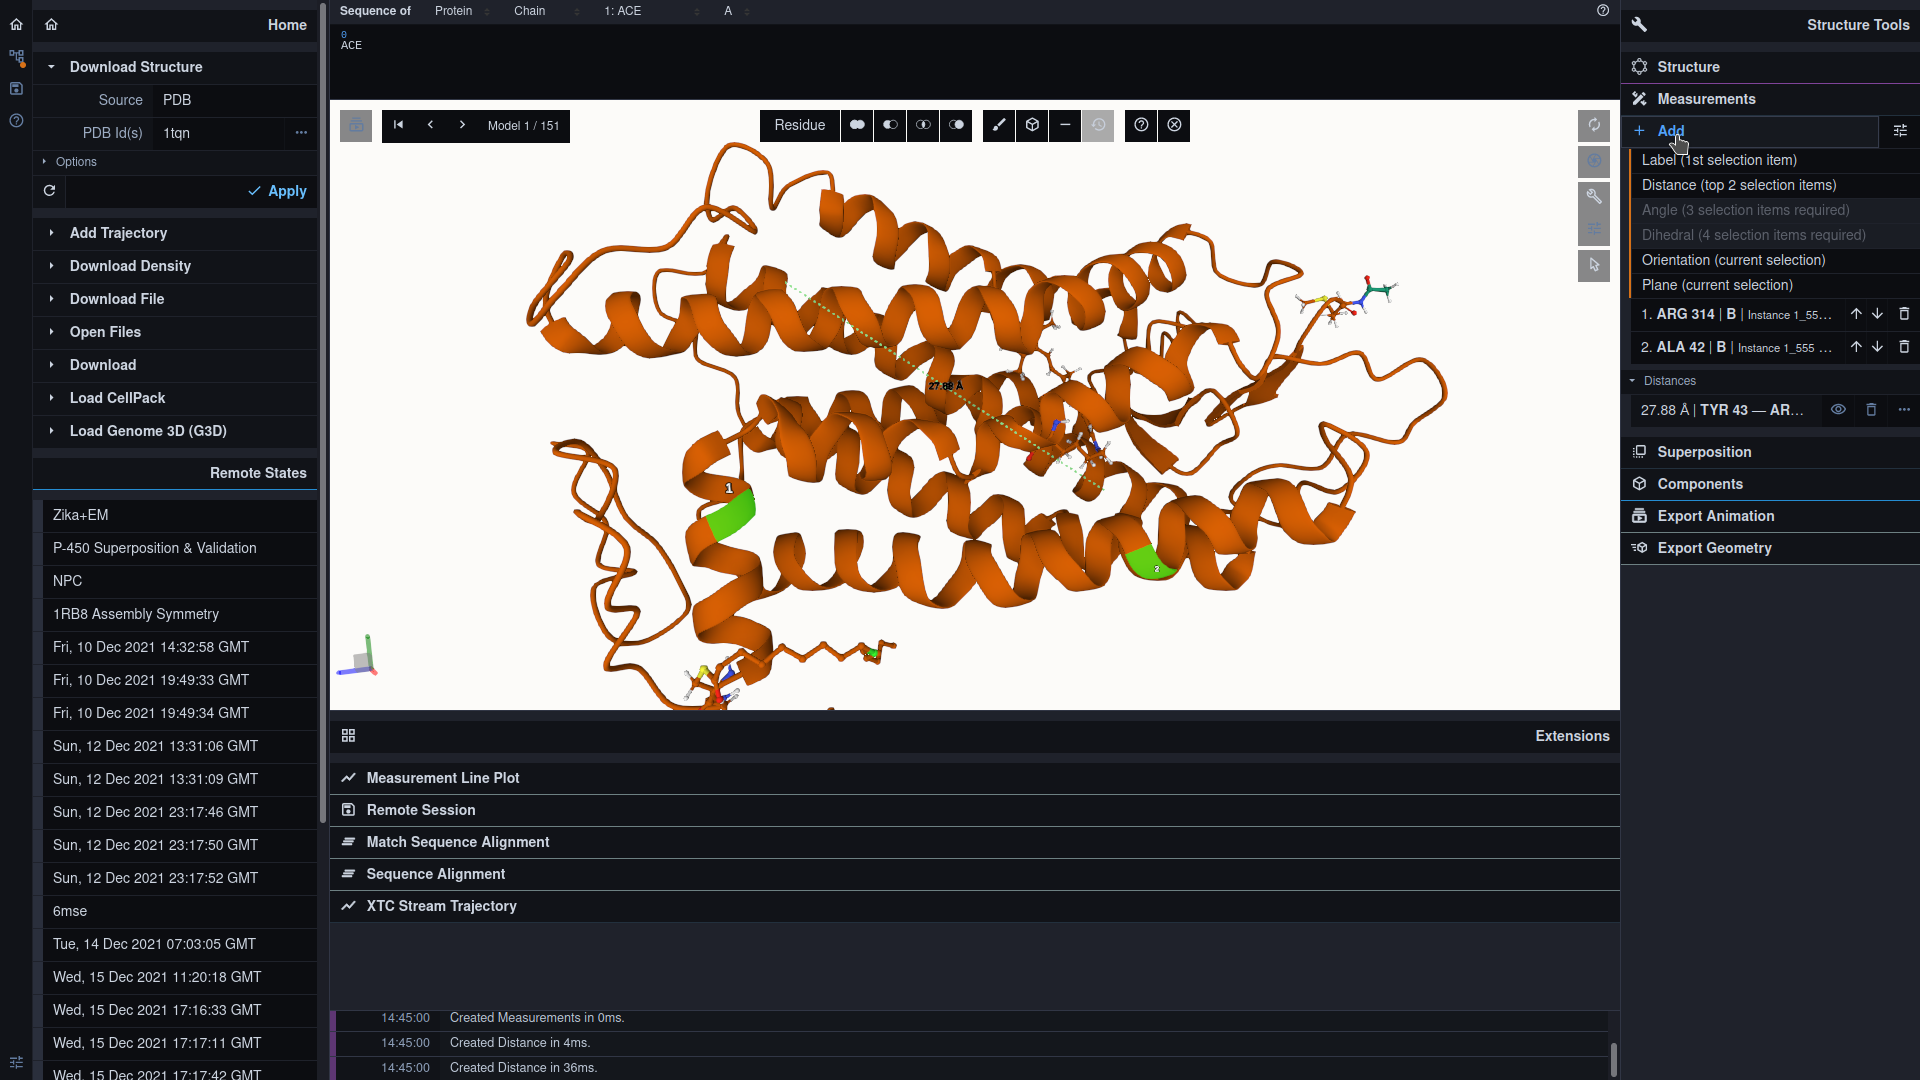 Home
Download Structure
Source PDB
PDB Id(s) 1tqn
Options
Apply
Add Trajectory
Download Density
Download File
Open Files
Download
Load CellPack
Load Genome 3D (G3D)
Remote States
Zika+EM
P-450 Superposition & Validation
NPC
1RB8 Assembly Symmetry
Fri, 10 Dec 2021 14:32:58 GMT
Fri, 10 Dec 2021 19:49:33 GMT
Fri, 10 Dec 2021 19:49:34 GMT
Sun, 12 Dec 2021 13:31:06 GMT
Sun, 12 Dec 2021 13:31:09 GMT
Sun, 12 Dec 2021 23:17:46 GMT
Sun, 12 Dec 2021 23:17:50 GMT
Sun, 12 Dec 2021 23:17:52 GMT
6mse
Tue, 14 Dec 2021 07:03:05 GMT
Wed, 15 Dec 2021 11:20:18 GMT
Wed, 15 Dec 2021 17:16:33 GMT
Wed, 15 Dec 2021 17:17:11 GMT
Wed, 15 Dec 2021 17:17:42 GMT
Sequence of Protein Chain 1: ACE A
0
ACE
Model 1 / 151
Residue
27.88 Å
1
2
Extensions
Measurement Line Plot
Remote Session
Match Sequence Alignment
Sequence Alignment
XTC Stream Trajectory
14:45:00 Created Measurements in 0ms.
14:45:00 Created Distance in 4ms.
14:45:00 Created Distance in 36ms.
Structure Tools
Structure
Measurements
Add
Label (1st selection item)
Distance (top 2 selection items)
Angle (3 selection items required)
Dihedral (4 selection items required)
Orientation (current selection)
Plane (current selection)
1. ARG 314 | B | Instance 1_55...
2. ALA 42 | B | Instance 1_555 ...
Distances
27.88 Å | TYR 43 — AR...
Superposition
Components
Export Animation
Export Geometry